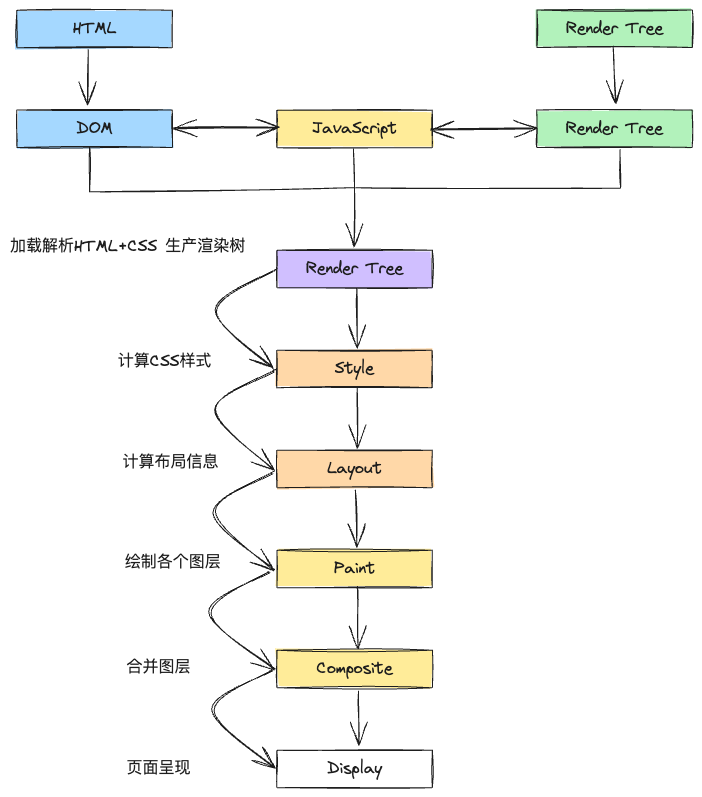 HTML
Render Tree
DOM
JavaScript
Render Tree
加载解析HTML+CSS 生产渲染树
Render Tree
计算CSS样式
Style
计算布局信息
Layout
绘制各个图层
Paint
合并图层
Composite
页面呈现
Display